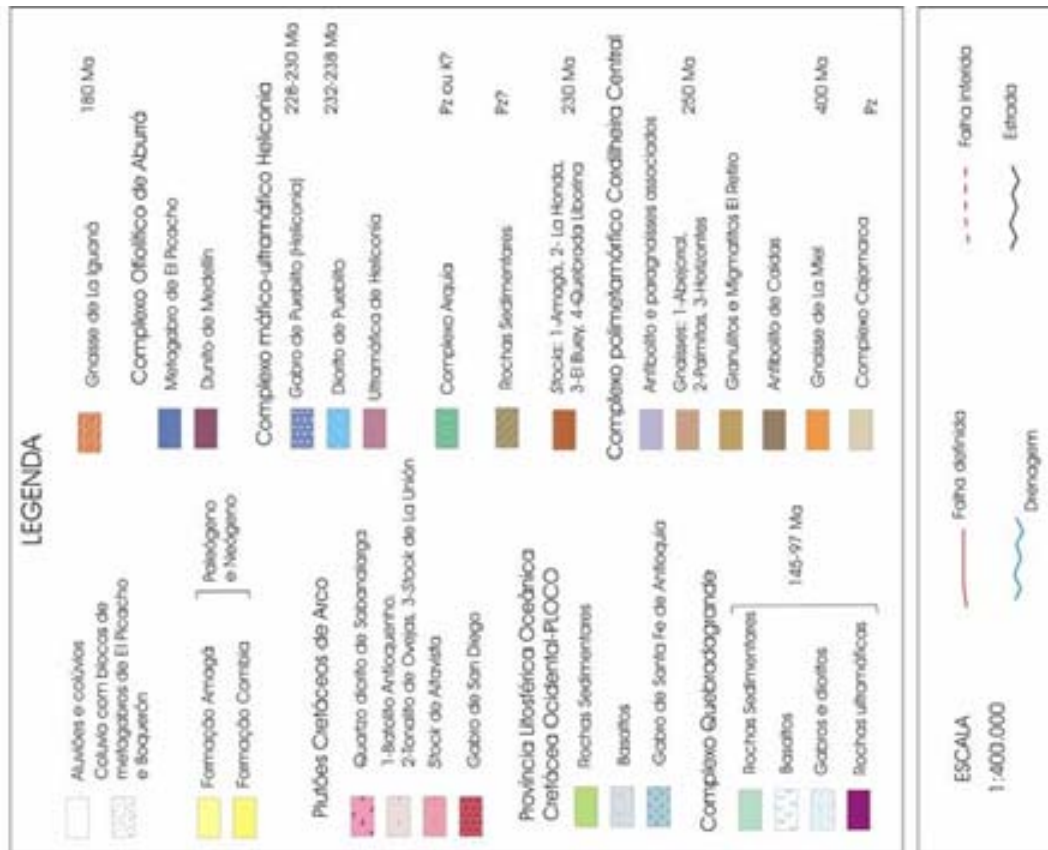 LEGENDA
Aluviões e colúvios
Colúvio com blocos de
metagabros de El Picacho
e Boquerón
Formação Amagá
Formação Combia
Paleógeno
e Neógeno
Plutões Cretáceos de Arco
Quartzo diorito de Sabanalarga
1-Batolito Antioquenho,
2-Tonalito de Ovejas, 3-Stock de La Unión
Stock de Altavista
Gabro de San Diego
Província Litosférica Oceânica
Cretácea Ocidental-PLOCO
Rochas Sedimentares
Basaltos
Gabro de Santa Fe de Antioquia
Complexo Quebradagrande
Rochas Sedimentares
Basaltos
Gabros e dioritos
Rochas ultramáficas
145-97 Ma
Gnaisse de La Iguaná 180 Ma
Complexo Ofiolítico de Aburrá
Metagabro de El Picacho
Dunito de Medellín
Complexo máfico-ultramáfico Heliconia
Gabro de Pueblito (Heliconia) 228-230 Ma
Diorito de Pueblito 232-238 Ma
Ultramáfica de Heliconia
Complexo Arquía Pz ou K?
Rochas Sedimentares Pz?
Stocks: 1-Amagá, 2- La Honda, 230 Ma
3-El Buey, 4-Quebrada Liborina
Complexo polimetamórfico Cordilheira Central
Anfibolito e paragnaisses associados
Gnaisses: 1-Abejorral, 250 Ma
2-Palmitas, 3-Horizontes
Granulitos e Migmatitos El Retiro
Anfibolito de Caldas
Gnaisse de La Miel 400 Ma
Complexo Cajamarca Pz
ESCALA
1:400.000
Falha definida
Drenagem
Falha inferida
Estrada